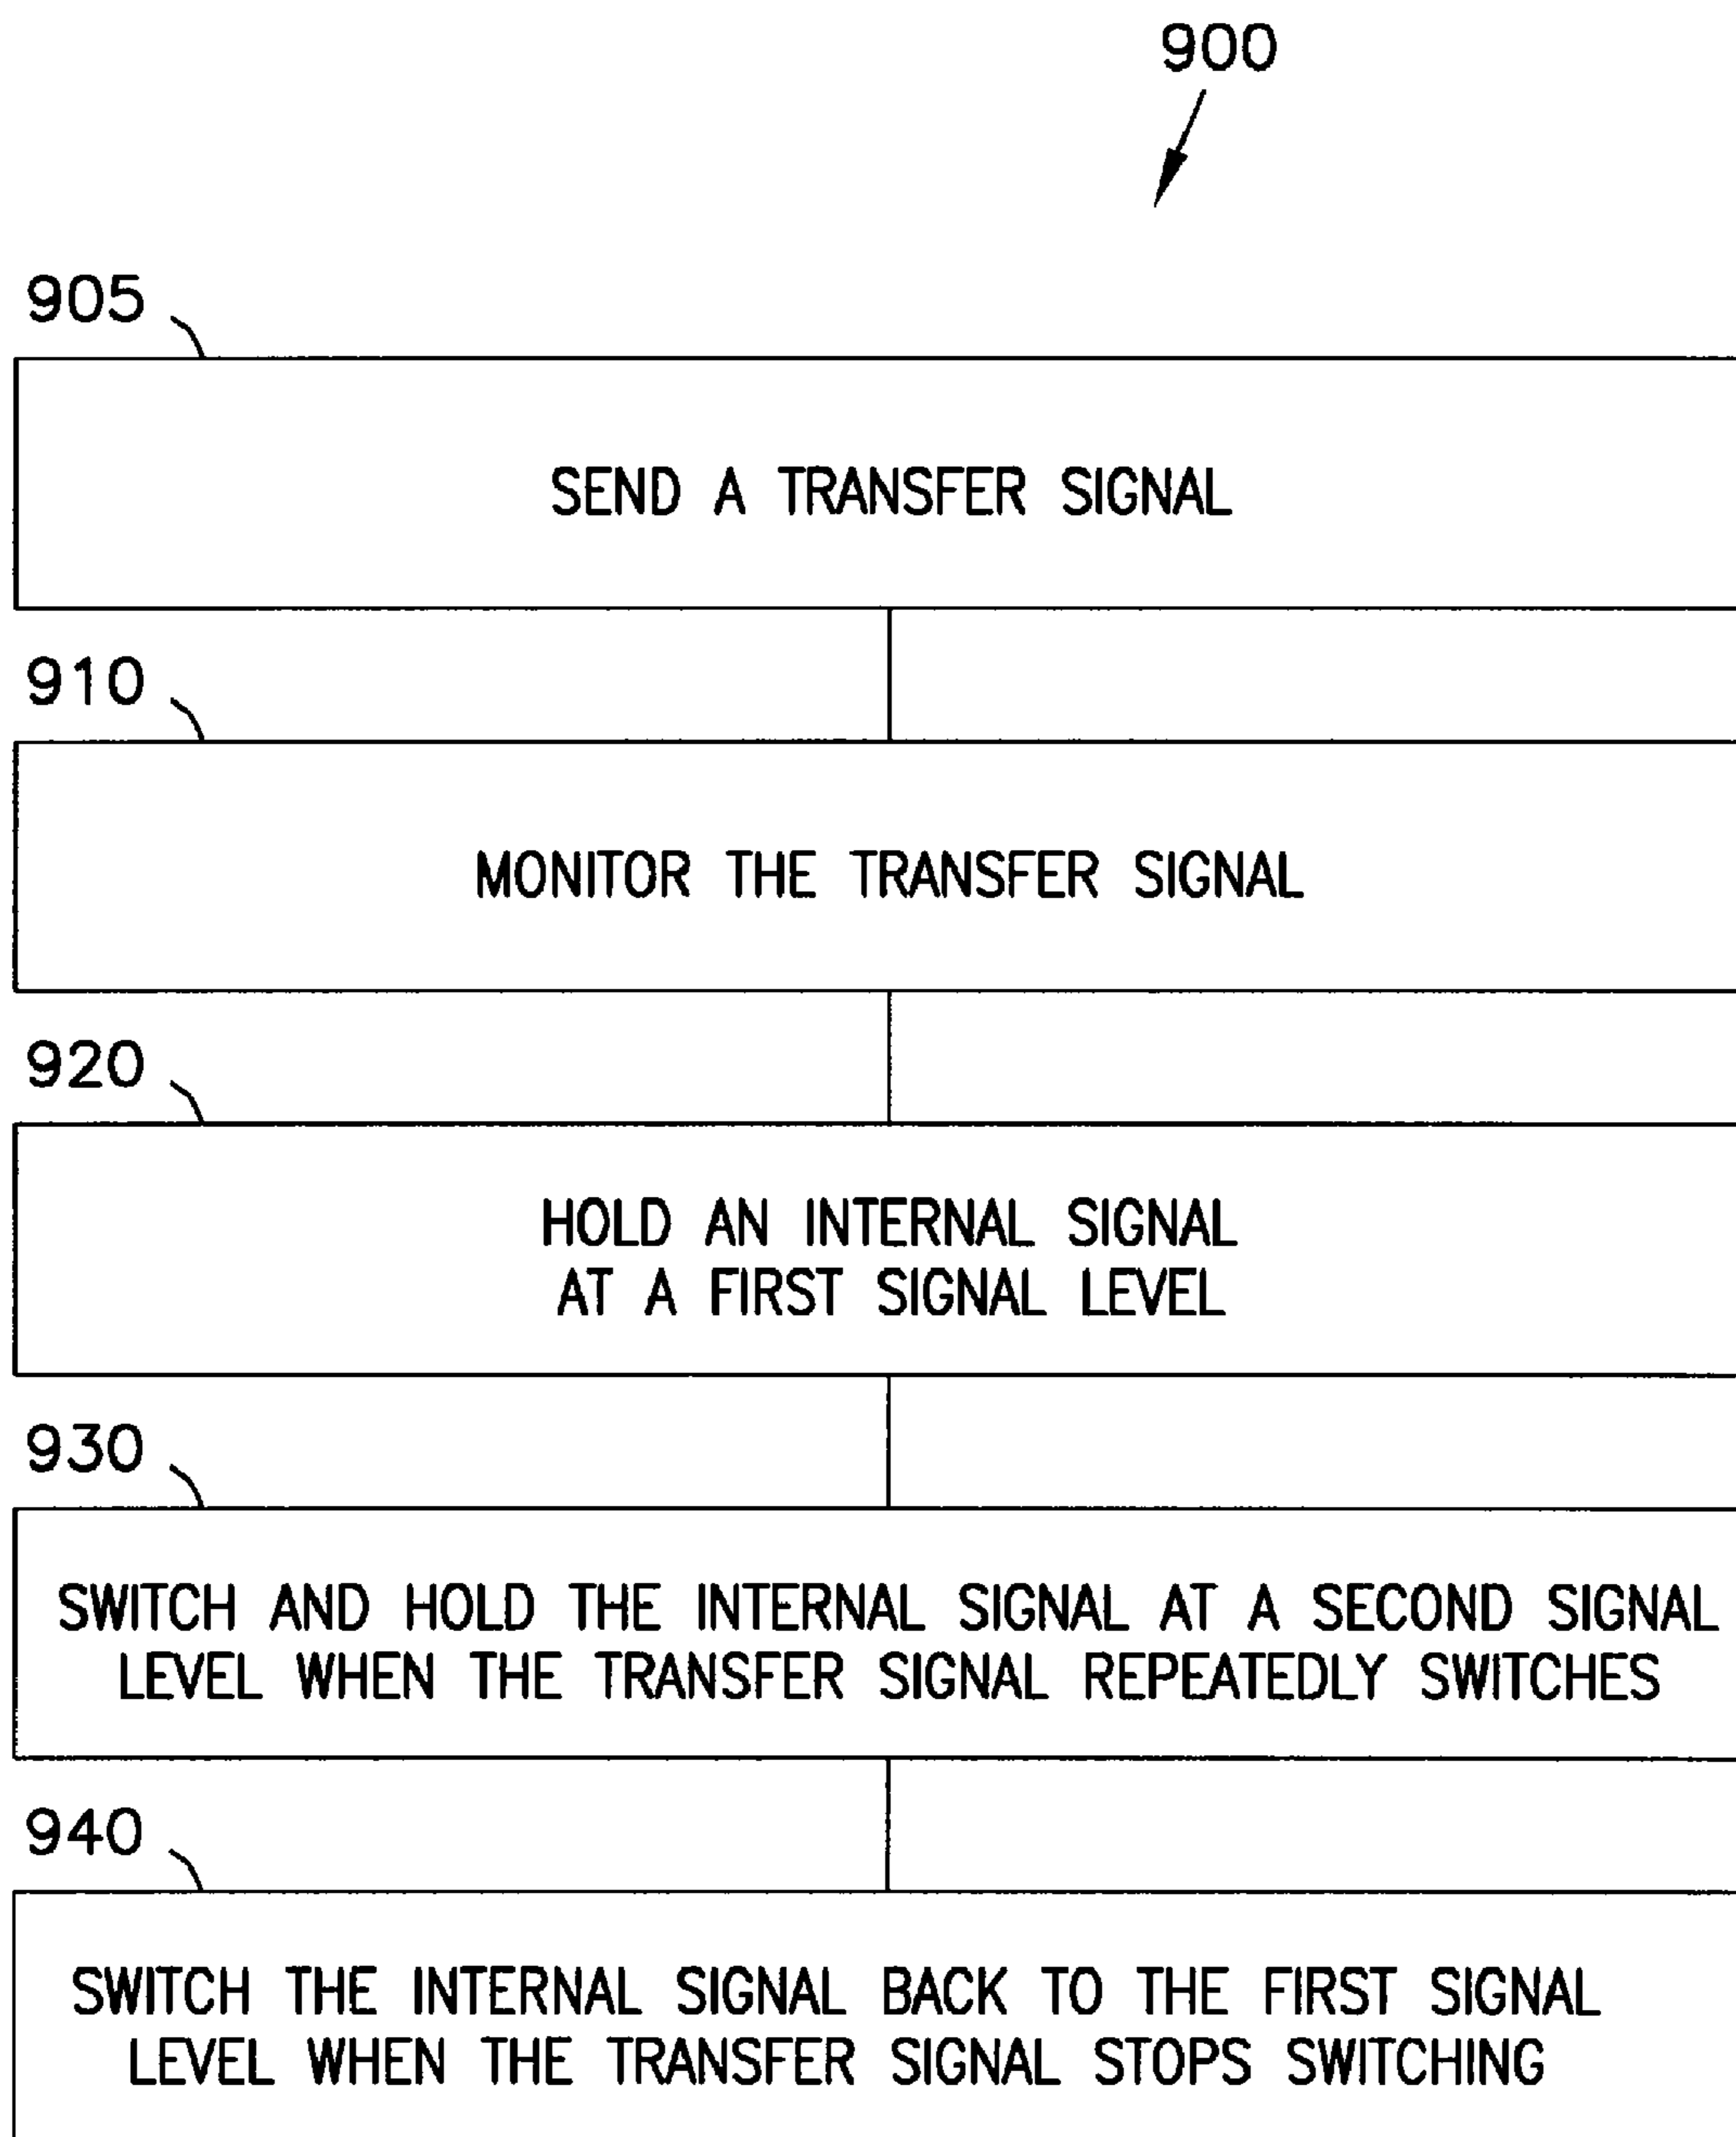 900
905
SEND A TRANSFER SIGNAL
910
MONITOR THE TRANSFER SIGNAL
920
HOLD AN INTERNAL SIGNAL
AT A FIRST SIGNAL LEVEL
930
SWITCH AND HOLD THE INTERNAL SIGNAL AT A SECOND SIGNAL
LEVEL WHEN THE TRANSFER SIGNAL REPEATEDLY SWITCHES
940
SWITCH THE INTERNAL SIGNAL BACK TO THE FIRST SIGNAL
LEVEL WHEN THE TRANSFER SIGNAL STOPS SWITCHING